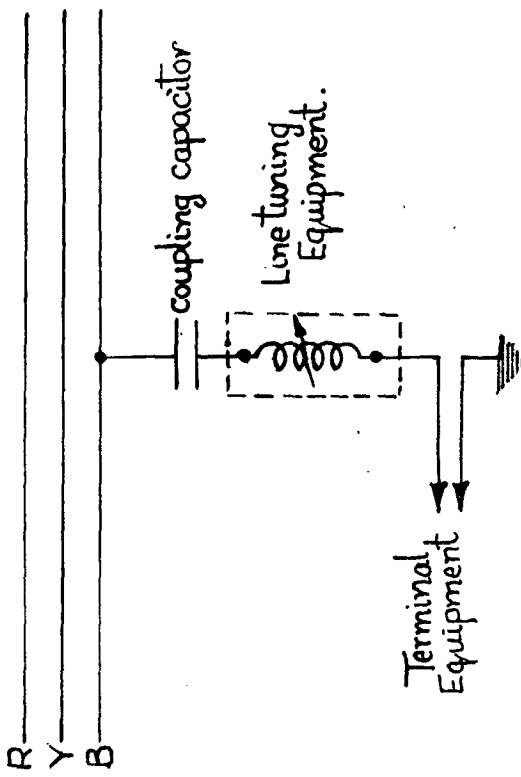 R
Y
B
Coupling capacitor
Line tuning
Equipment.
Terminal
Equipment